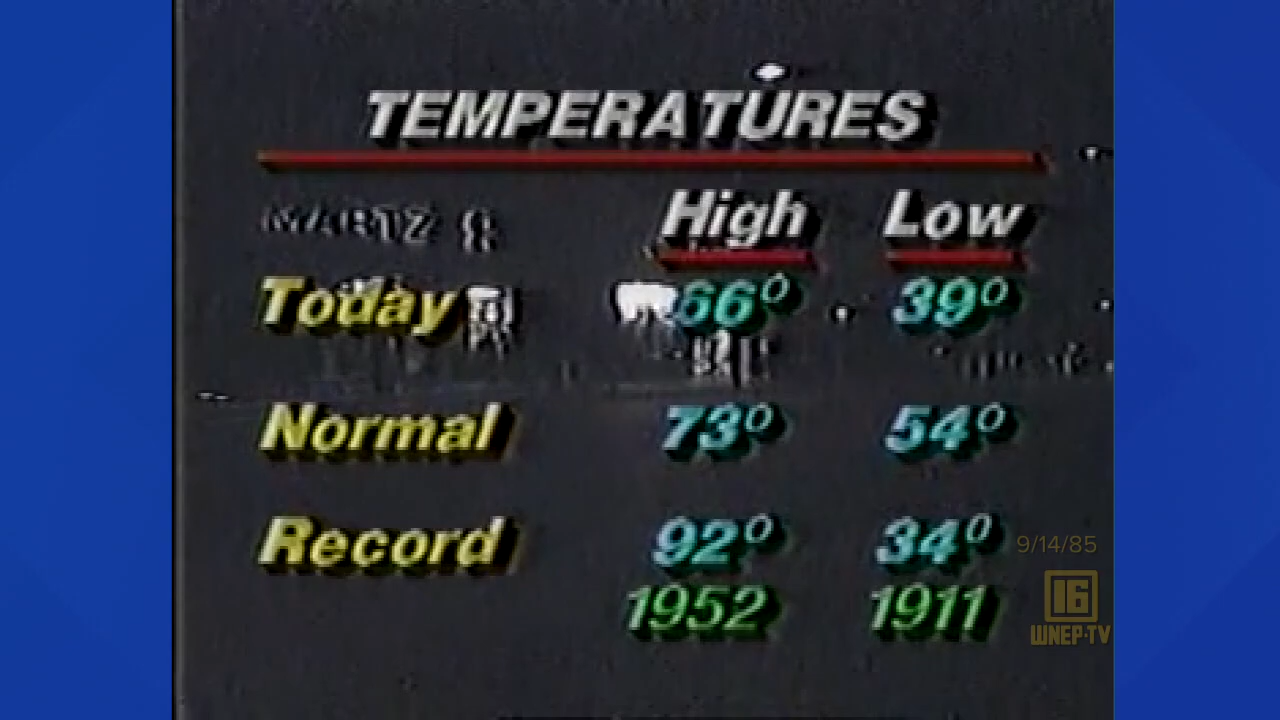 TEMPERATURES
MARTZ
High Low
Today 66° 39°
Normal 73° 54°
Record 92° 34°
1952 1911
9/14/85
16
WNEP-TV